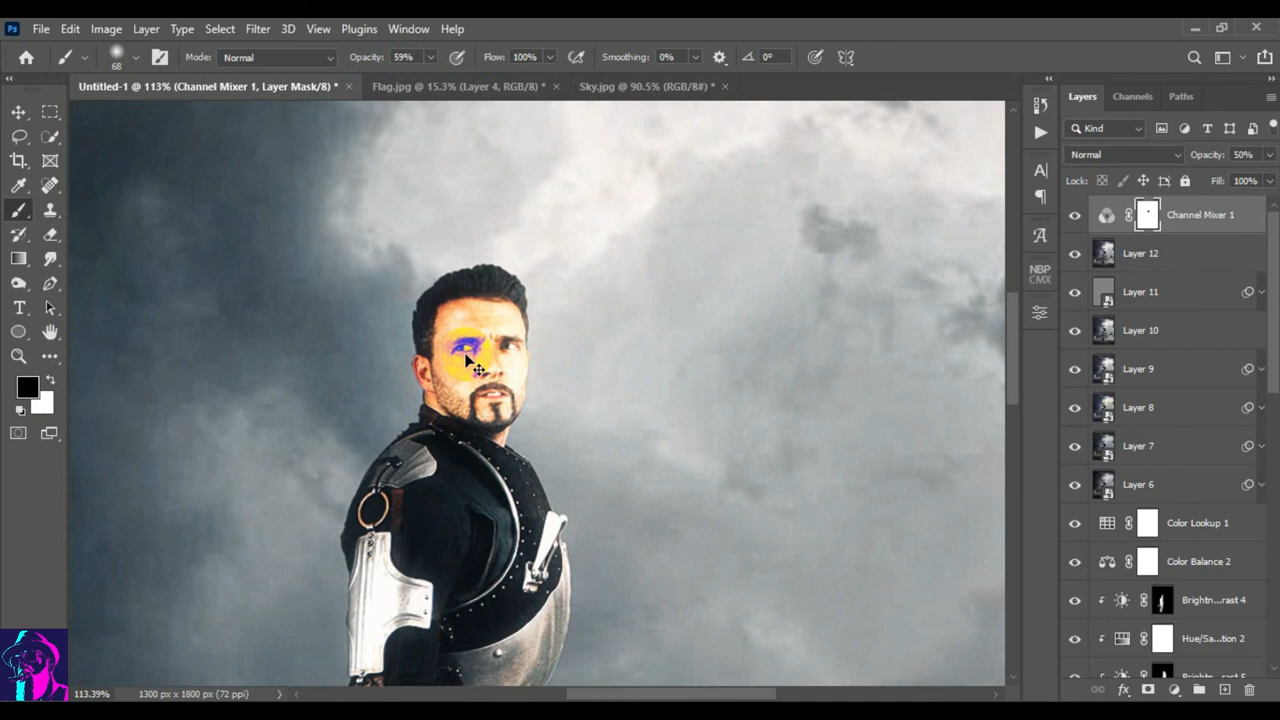 Ps File Edit Image Layer Type Select Filter 3D View Plugins Window Help
68 Mode: Normal Opacity: 59% Flow: 100% Smoothing: 0% 0°
Untitled-1 @ 113% (Channel Mixer 1, Layer Mask/8) * × Flag.jpg @ 15.3% (Layer 4, RGB/8) * × Sky.jpg @ 90.5% (RGB/8#) * ×
Layers Channels Paths
Kind
Normal Opacity: 50%
Lock: Fill: 100%
Channel Mixer 1
Layer 12
NBP
CMX
Layer 11
Layer 10
Layer 9
Layer 8
Layer 7
Layer 6
Color Lookup 1
Color Balance 2
Brightn...rast 4
Hue/Sa...tion 2
Brightn...rast 5
113.39% 1300 px x 1800 px (72 ppi)
fx